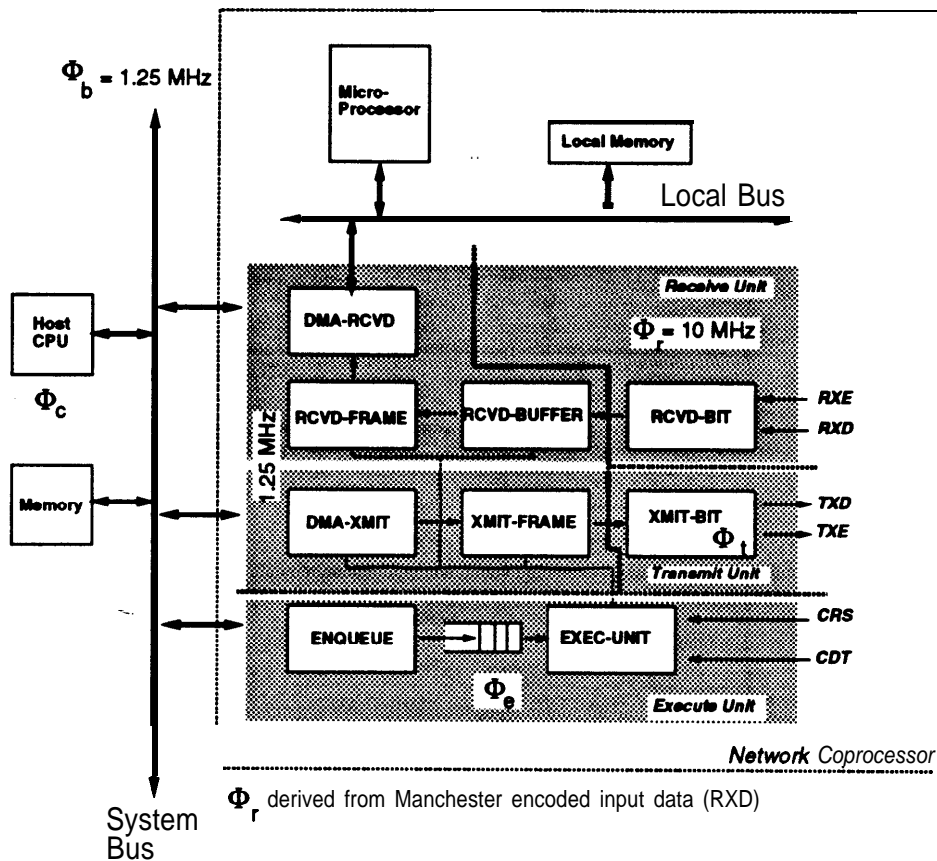 Φb = 1.25 MHz
Micro-
Processor
Local Memory
Local Bus
Receive Unit
DMA-RCVD
Φr = 10 MHz
Host
CPU
Φc
RCVD-FRAME
RCVD-BUFFER
RCVD-BIT
RXE
RXD
1.25 MHz
Memory
DMA-XMIT
XMIT-FRAME
XMIT-BIT
Φt
TXD
TXE
Transmit Unit
ENQUEUE
EXEC-UNIT
CRS
CDT
Φe
Execute Unit
Network Coprocessor
Φr derived from Manchester encoded input data (RXD)
System
Bus